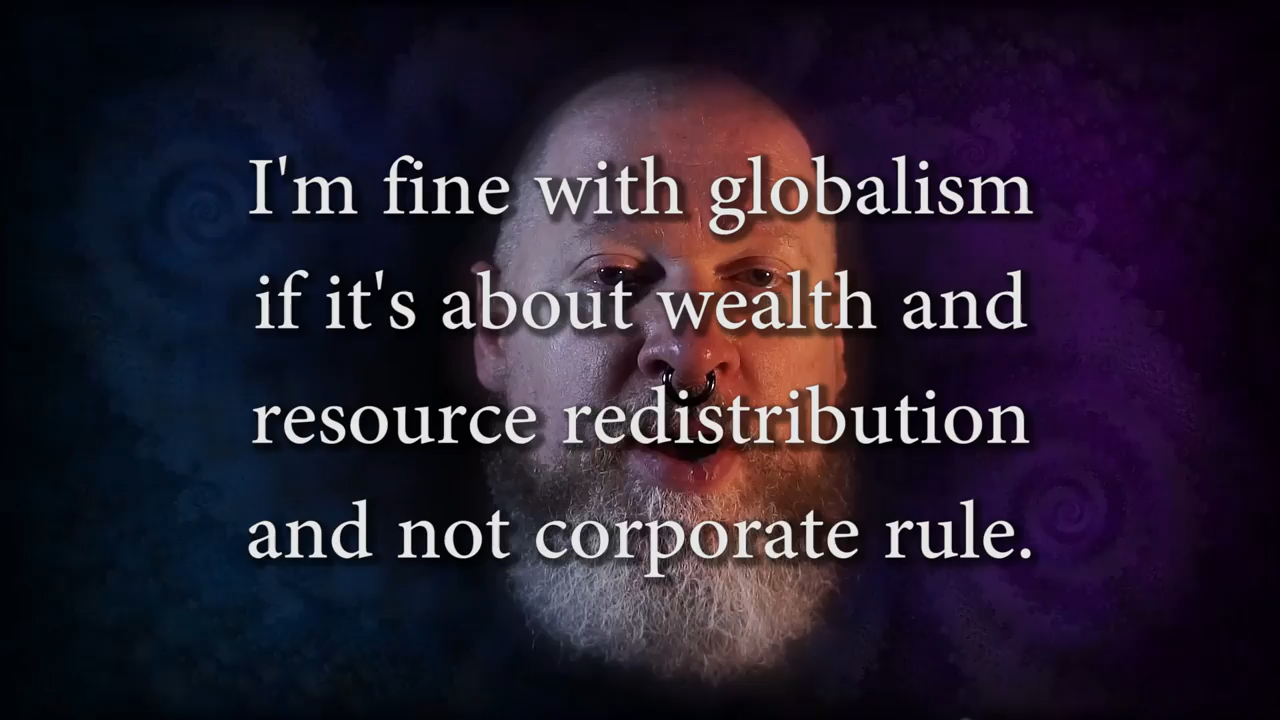 I'm fine with globalism
if it's about wealth and
resource redistribution
and not corporate rule.